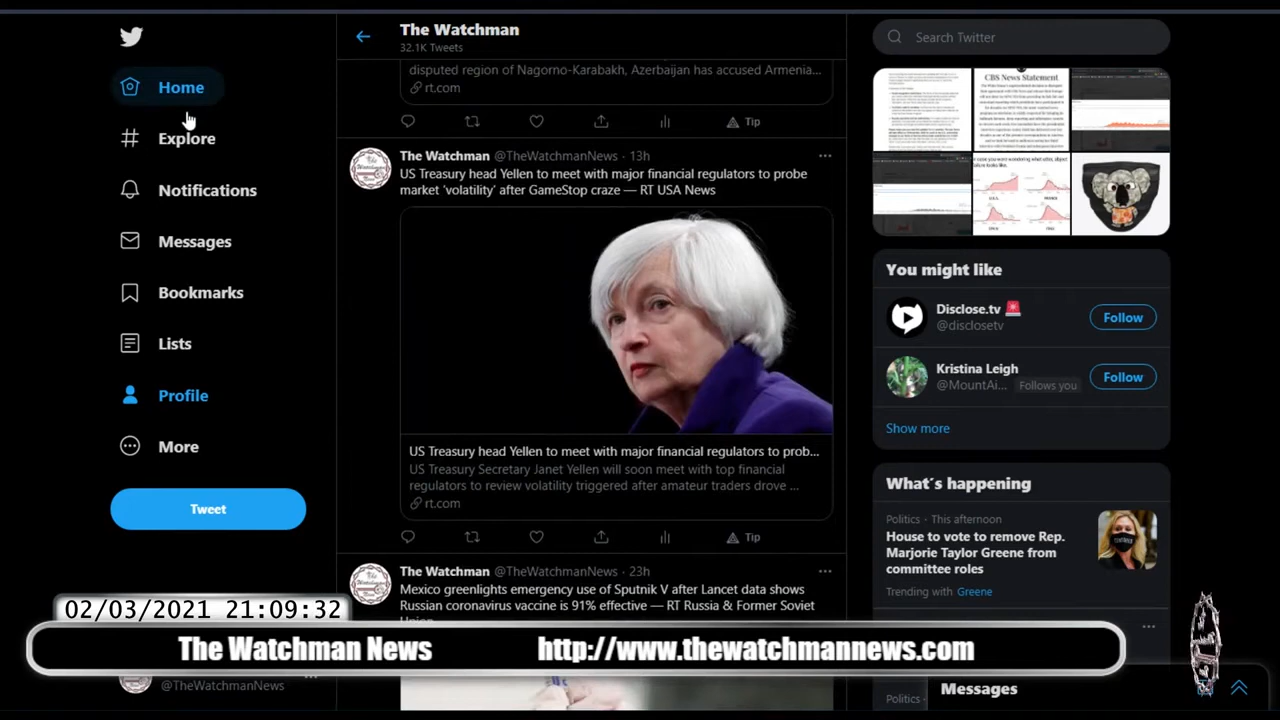 The Watchman
32.1K Tweets
Search Twitter
Home
Explore
Notifications
Messages
Bookmarks
Lists
Profile
More
Tweet
disputed region of Nagorno-Karabakh, Azerbaijan has accused Armenia...
rt.com
Tip
The Watchman @TheWatchmanNews · 13h
US Treasury head Yellen to meet with major financial regulators to probe
market 'volatility' after GameStop craze — RT USA News
US Treasury head Yellen to meet with major financial regulators to prob...
US Treasury Secretary Janet Yellen will soon meet with top financial
regulators to review volatility triggered after amateur traders drove ...
rt.com
Tip
The Watchman @TheWatchmanNews · 23h
Mexico greenlights emergency use of Sputnik V after Lancet data shows
Russian coronavirus vaccine is 91% effective — RT Russia & Former Soviet
Union
CBS News Statement
You might like
Disclose.tv
@disclosetv
Follow
Kristina Leigh
@MountAi... Follows you
Follow
Show more
What's happening
Politics · This afternoon
House to vote to remove Rep.
Marjorie Taylor Greene from
committee roles
Trending with Greene
Politics ·
Messages
02/03/2021 21:09:32
The Watchman News http://www.thewatchmannews.com
@TheWatchmanNews